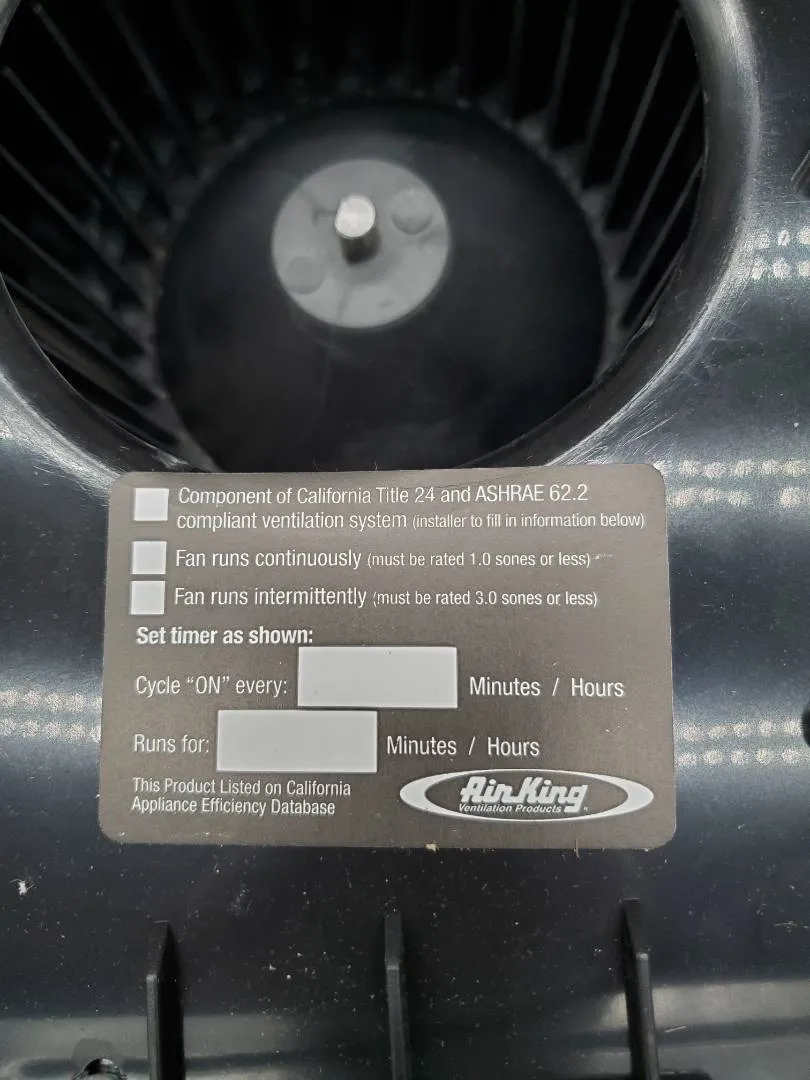 Component of California Title 24 and ASHRAE 62.2
compliant ventilation system (installer to fill in information below)
Fan runs continuously (must be rated 1.0 sones or less)
Fan runs intermittently (must be rated 3.0 sones or less)
Set timer as shown:
Cycle “ON” every: Minutes / Hours
Runs for: Minutes / Hours
This Product Listed on California
Appliance Efficiency Database
Air King
Ventilation Products